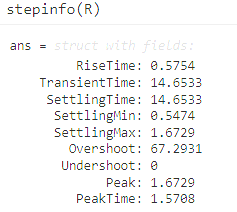 stepinfo(R)
ans = struct with fields:
RiseTime: 0.5754
TransientTime: 14.6533
SettlingTime: 14.6533
SettlingMin: 0.5474
SettlingMax: 1.6729
Overshoot: 67.2931
Undershoot: 0
Peak: 1.6729
PeakTime: 1.5708